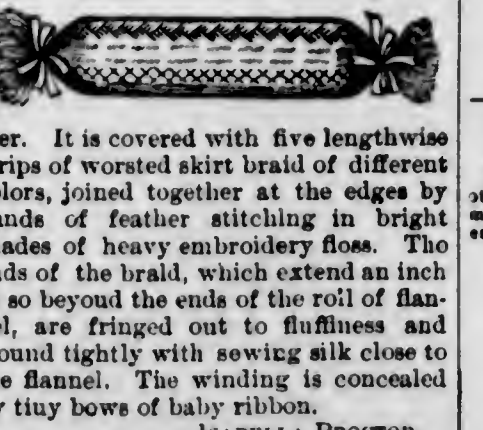 er. It is covered with five lengthwise
rips of worsted skirt braid of different
lors, joined together at the edges by
ands of feather stitching in bright
ades of heavy embroidery floss. Tho
ds of the braid, which extend an inch
so beyoud the ends of the roll of flan-
l, are fringed out to fluffiness and
ound tightly with sewing silk close to
e flannel. The winding is concealed
y tiuy bows of baby ribbon.